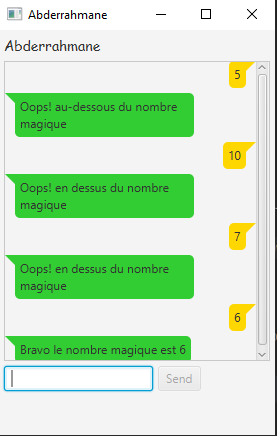 Abderrahmane
Abderrahmane
5
Oops! au-dessous du nombre
magique
10
Oops! en dessus du nombre
magique
7
Oops! en dessus du nombre
magique
6
Bravo le nombre magique est 6
Send